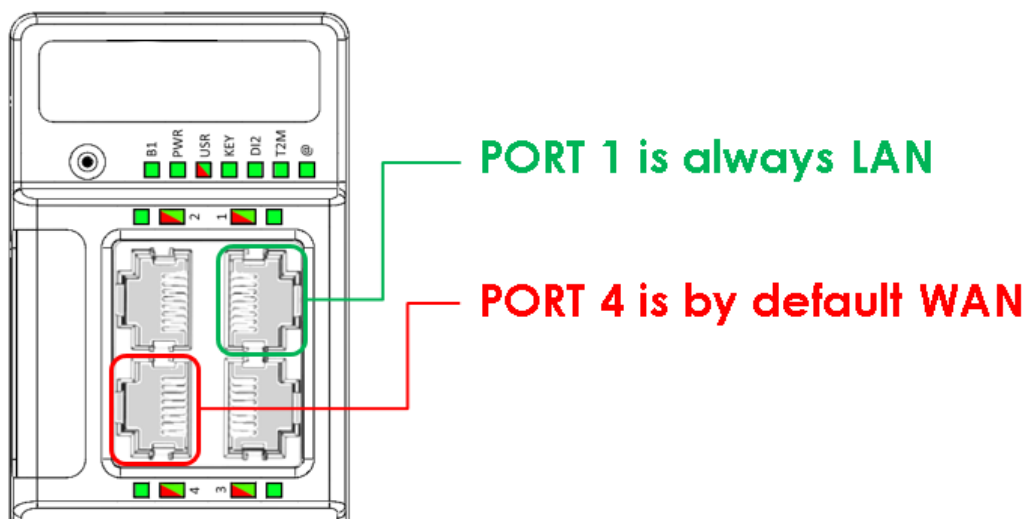 B1 PWR USR KEY DI2 T2M @
2 1
PORT 1 is always LAN
PORT 4 is by default WAN
4 3